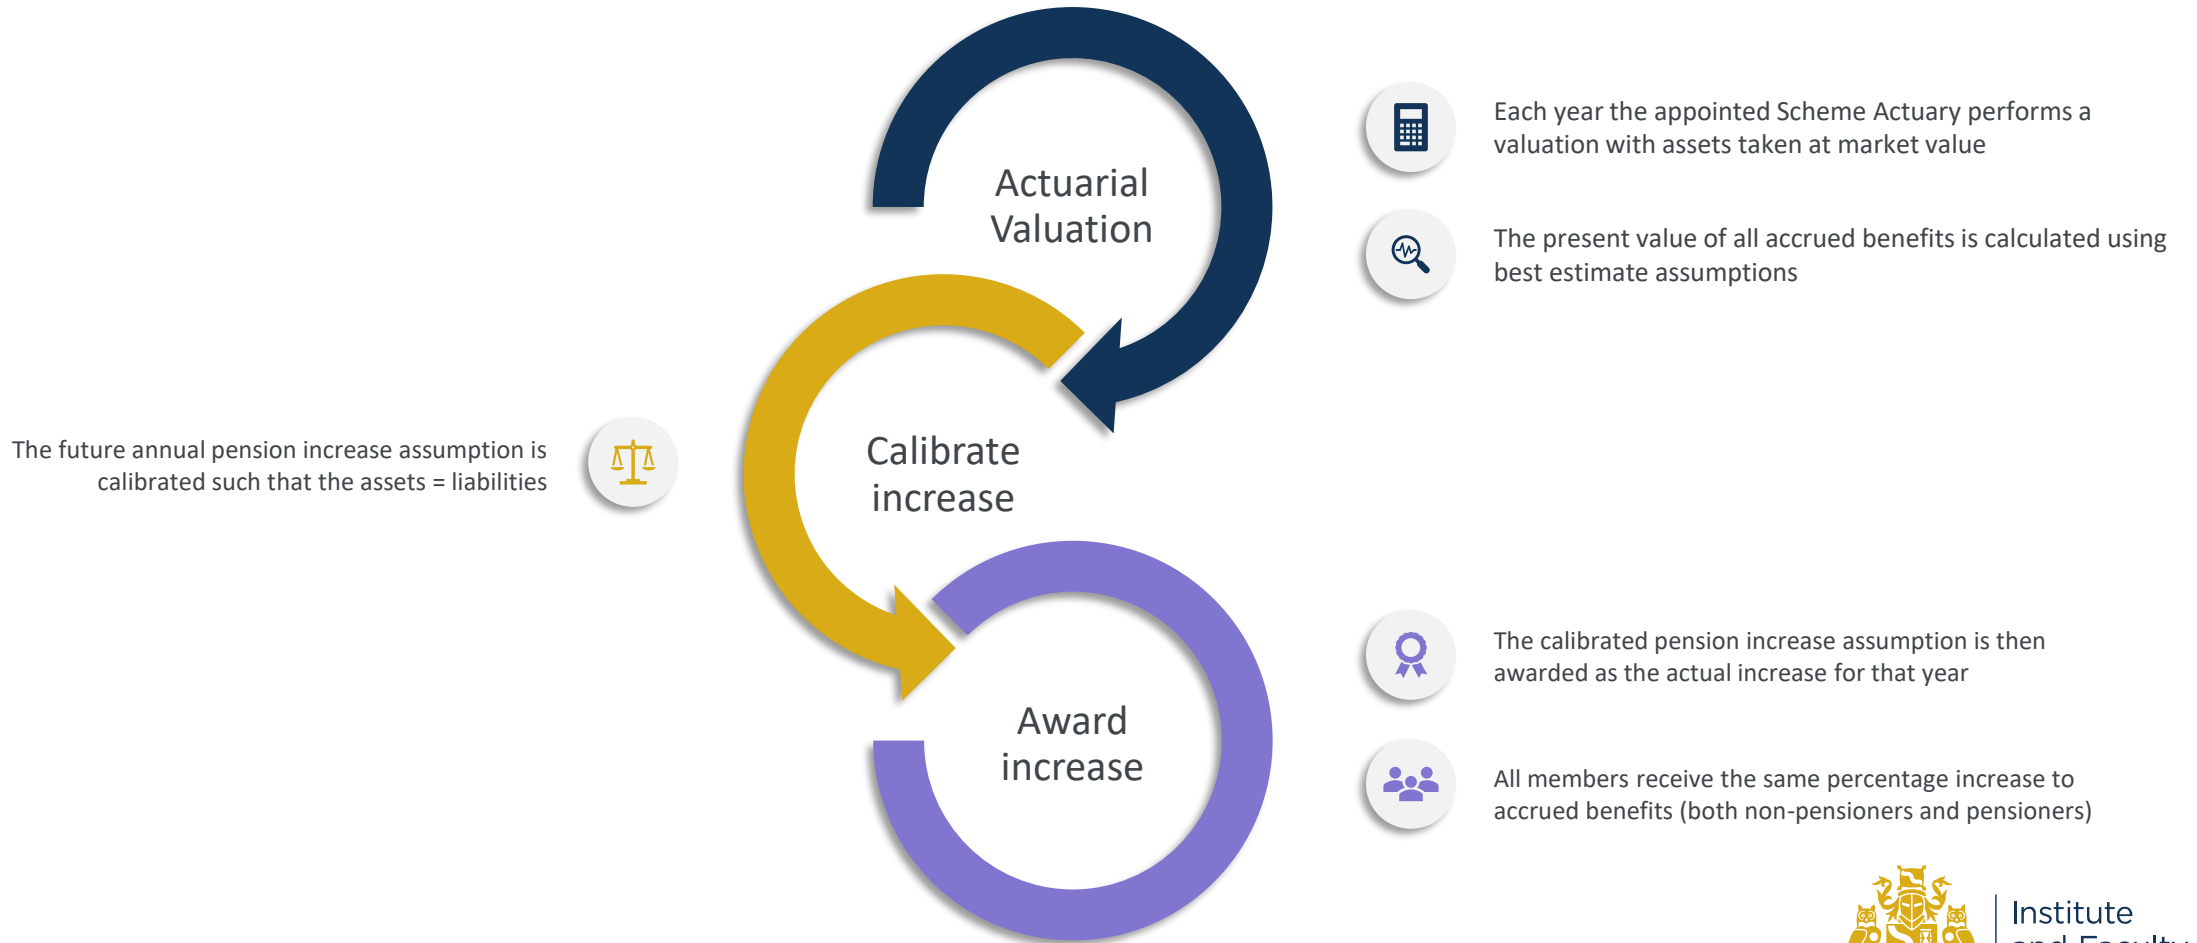 Actuarial
Valuation
Each year the appointed Scheme Actuary performs a
valuation with assets taken at market value
The present value of all accrued benefits is calculated using
best estimate assumptions
The future annual pension increase assumption is
calibrated such that the assets = liabilities
Calibrate
increase
Award
increase
The calibrated pension increase assumption is then
awarded as the actual increase for that year
All members receive the same percentage increase to
accrued benefits (both non-pensioners and pensioners)
Institute
and Faculty